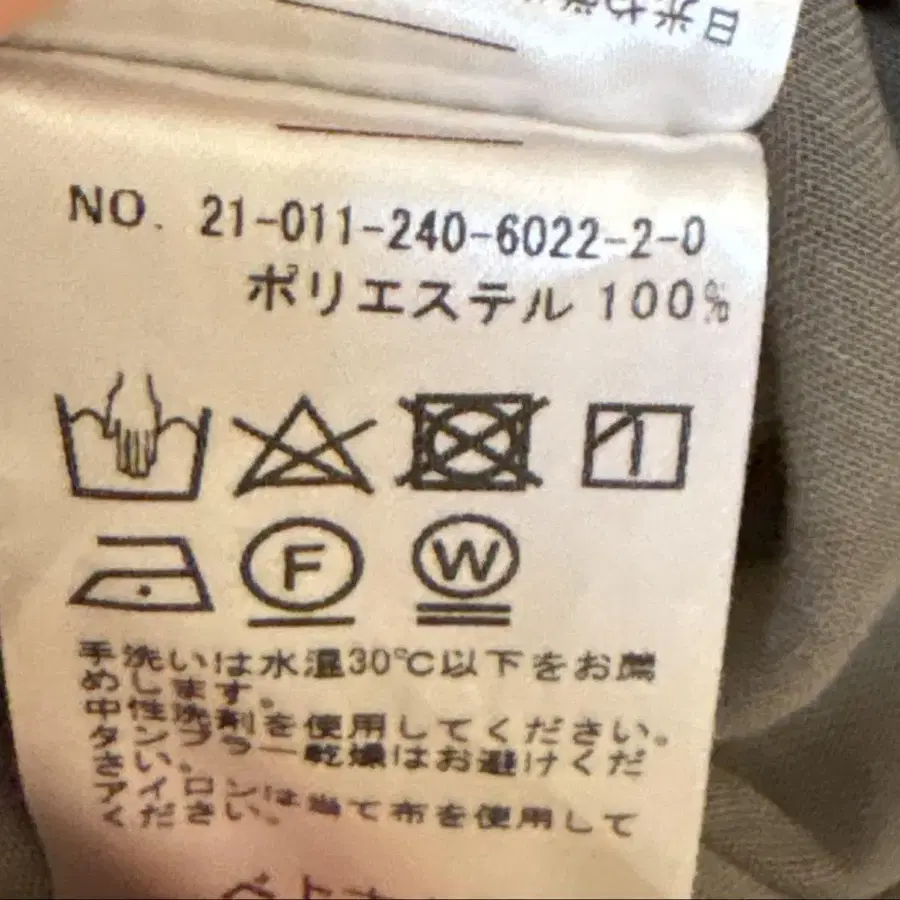 日光や蛍
NO. 21-011-240-6022-2-0
ポリエステル 100%
F W
手洗いは水温30℃以下をお薦
めします。
中性洗剤を使用してください。
タンブラー乾燥はお避けくだ
さい。
アイロンは当て布を使用して
ください。